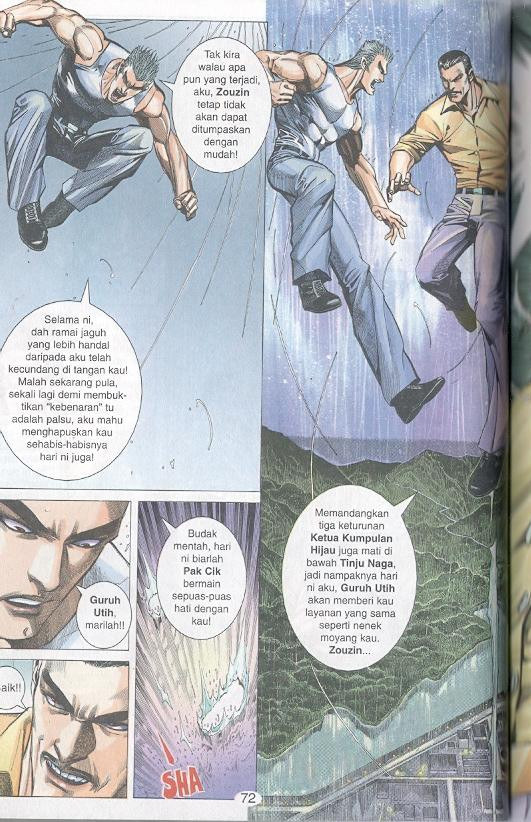 Tak kira
walau apa
pun yang terjadi,
aku, Zouzin
tetap tidak
akan dapat
ditumpaskan
dengan
mudah!
Selama ni,
dah ramai jaguh
yang lebih handal
daripada aku telah
kecundang di tangan kau!
Malah sekarang pula,
sekali lagi demi membuk-
tikan "kebenaran" tu
adalah palsu, aku mahu
menghapuskan kau
sehabis-habisnya
hari ni juga!
Memandangkan
tiga keturunan
Ketua Kumpulan
Hijau juga mati di
bawah Tinju Naga,
jadi nampaknya hari
ni aku, Guruh Utih
akan memberi kau
layanan yang sama
seperti nenek
moyang kau.
Zouzin...
Guruh
Utih,
marilah!!
Budak
mentah, hari
ni biarlah
Pak Cik
bermain
sepuas-puas
hati dengan
kau!
aik!!
SHA
72